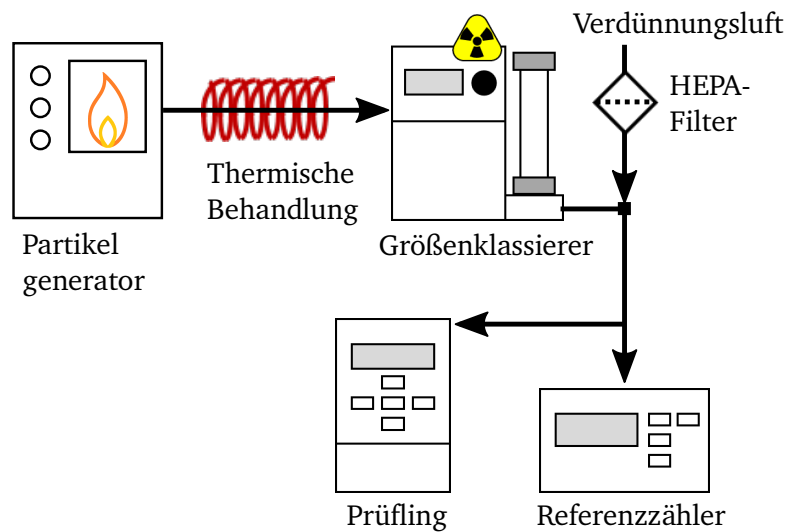 Verdünnungsluft
HEPA-
Filter
Thermische
Behandlung
Partikel
generator
Größenklassierer
Prüfling
Referenzzähler